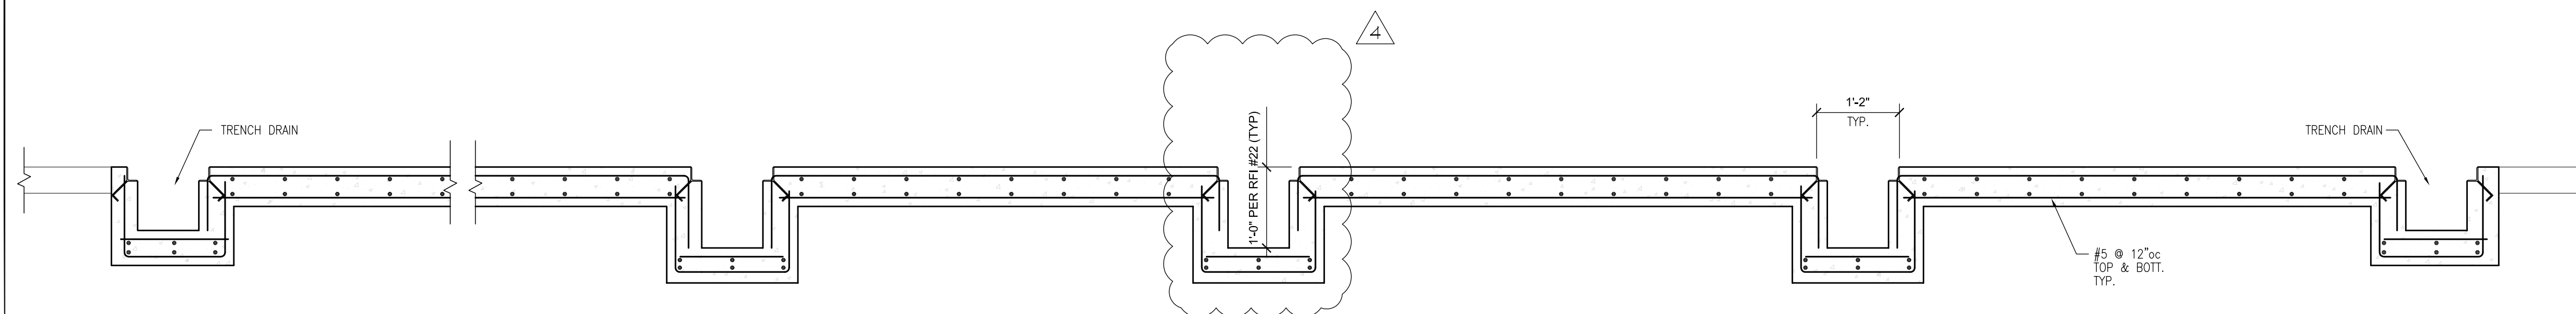 4
1'-2"
TYP.
TRENCH DRAIN
TRENCH DRAIN
1'-0" PER RFI #22 (TYP)
#5 @ 12"oc
TOP & BOTT.
TYP.